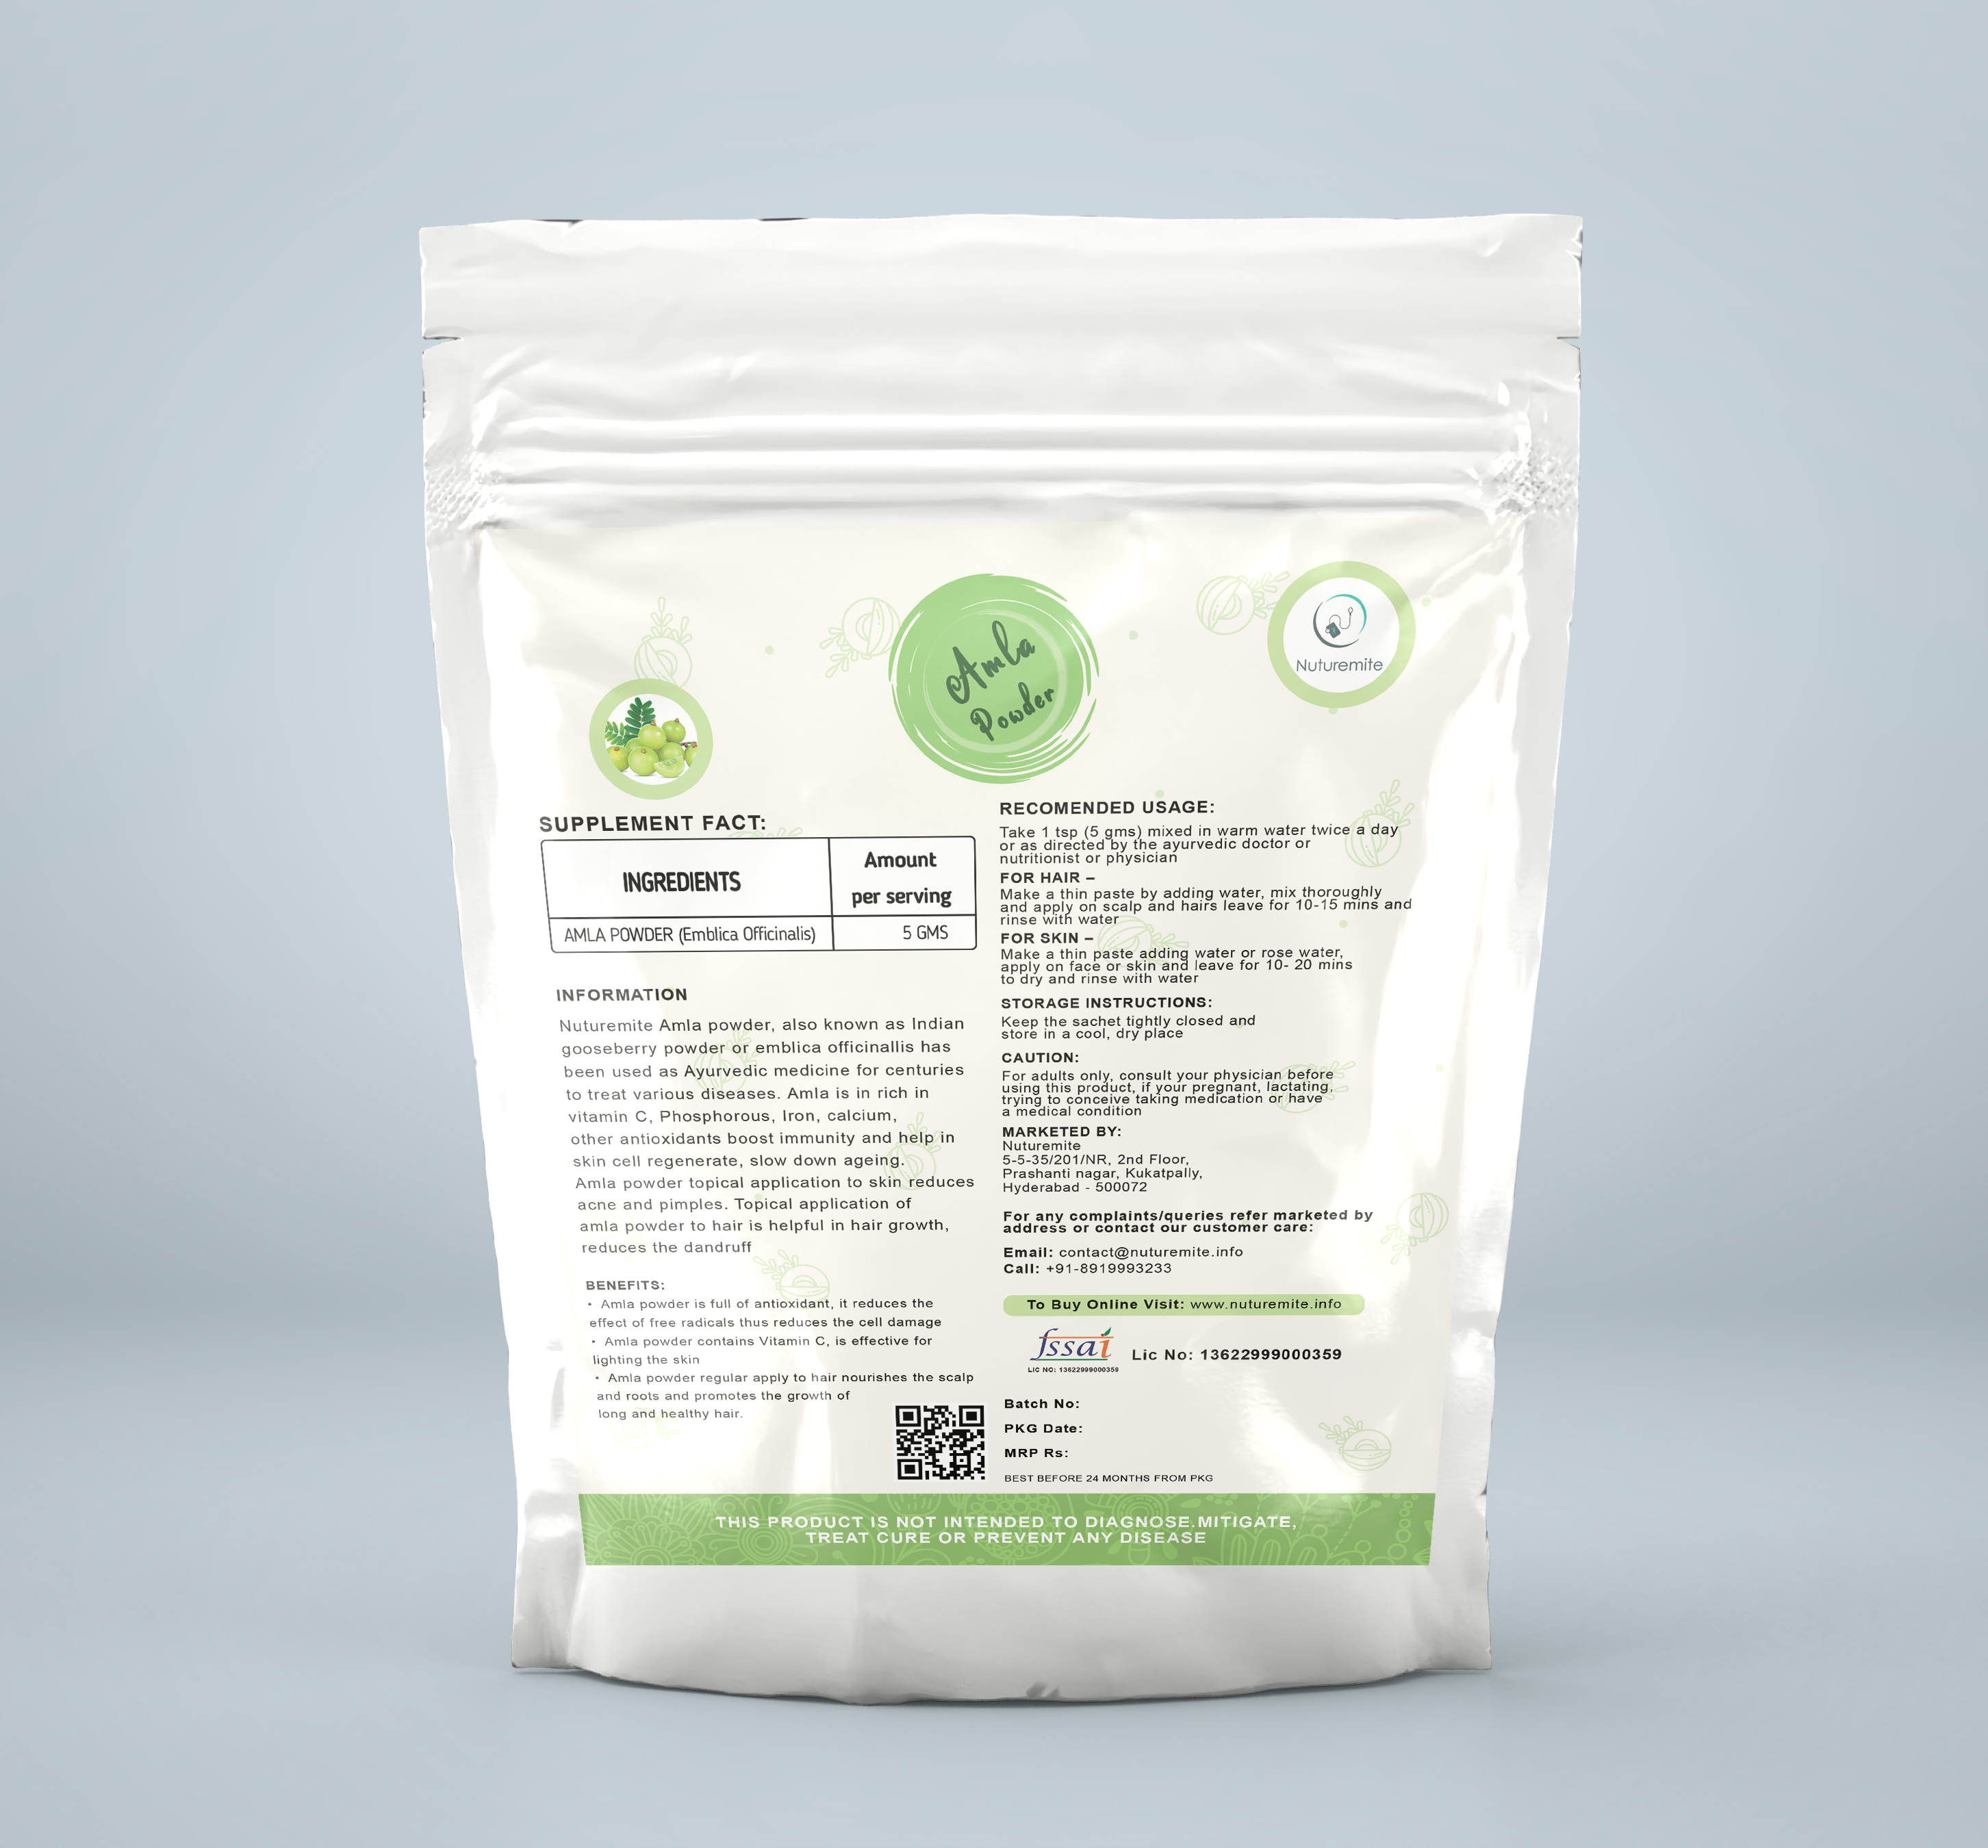 Amla
Powder
Nuturemite
SUPPLEMENT FACT:
INGREDIENTS
Amount
per serving
AMLA POWDER (Emblica Officinalis)
5 GMS
INFORMATION
Nuturemite Amla powder, also known as Indian
gooseberry powder or emblica officinallis has
been used as Ayurvedic medicine for centuries
to treat various diseases. Amla is in rich in
vitamin C, Phosphorous, Iron, calcium,
other antioxidants boost immunity and help in
skin cell regenerate, slow down ageing.
Amla powder topical application to skin reduces
acne and pimples. Topical application of
amla powder to hair is helpful in hair growth,
reduces the dandruff
BENEFITS:
• Amla powder is full of antioxidant, it reduces the
effect of free radicals thus reduces the cell damage
• Amla powder contains Vitamin C, is effective for
lighting the skin
• Amla powder regular apply to hair nourishes the scalp
and roots and promotes the growth of
long and healthy hair.
RECOMENDED USAGE:
Take 1 tsp (5 gms) mixed in warm water twice a day
or as directed by the ayurvedic doctor or
nutritionist or physician
FOR HAIR –
Make a thin paste by adding water, mix thoroughly
and apply on scalp and hairs leave for 10-15 mins and
rinse with water
FOR SKIN –
Make a thin paste adding water or rose water,
apply on face or skin and leave for 10- 20 mins
to dry and rinse with water
STORAGE INSTRUCTIONS:
Keep the sachet tightly closed and
store in a cool, dry place
CAUTION:
For adults only, consult your physician before
using this product, if your pregnant, lactating,
trying to conceive taking medication or have
a medical condition
MARKETED BY:
Nuturemite
5-5-35/201/NR, 2nd Floor,
Prashanti nagar, Kukatpally,
Hyderabad - 500072
For any complaints/queries refer marketed by
address or contact our customer care:
Email: contact@nuturemite.info
Call: +91-8919993233
To Buy Online Visit: www.nuturemite.info
fssai
LIC NO: 13622999000359
Lic No: 13622999000359
Batch No:
PKG Date:
MRP Rs:
BEST BEFORE 24 MONTHS FROM PKG
THIS PRODUCT IS NOT INTENDED TO DIAGNOSE.MITIGATE,
TREAT CURE OR PREVENT ANY DISEASE